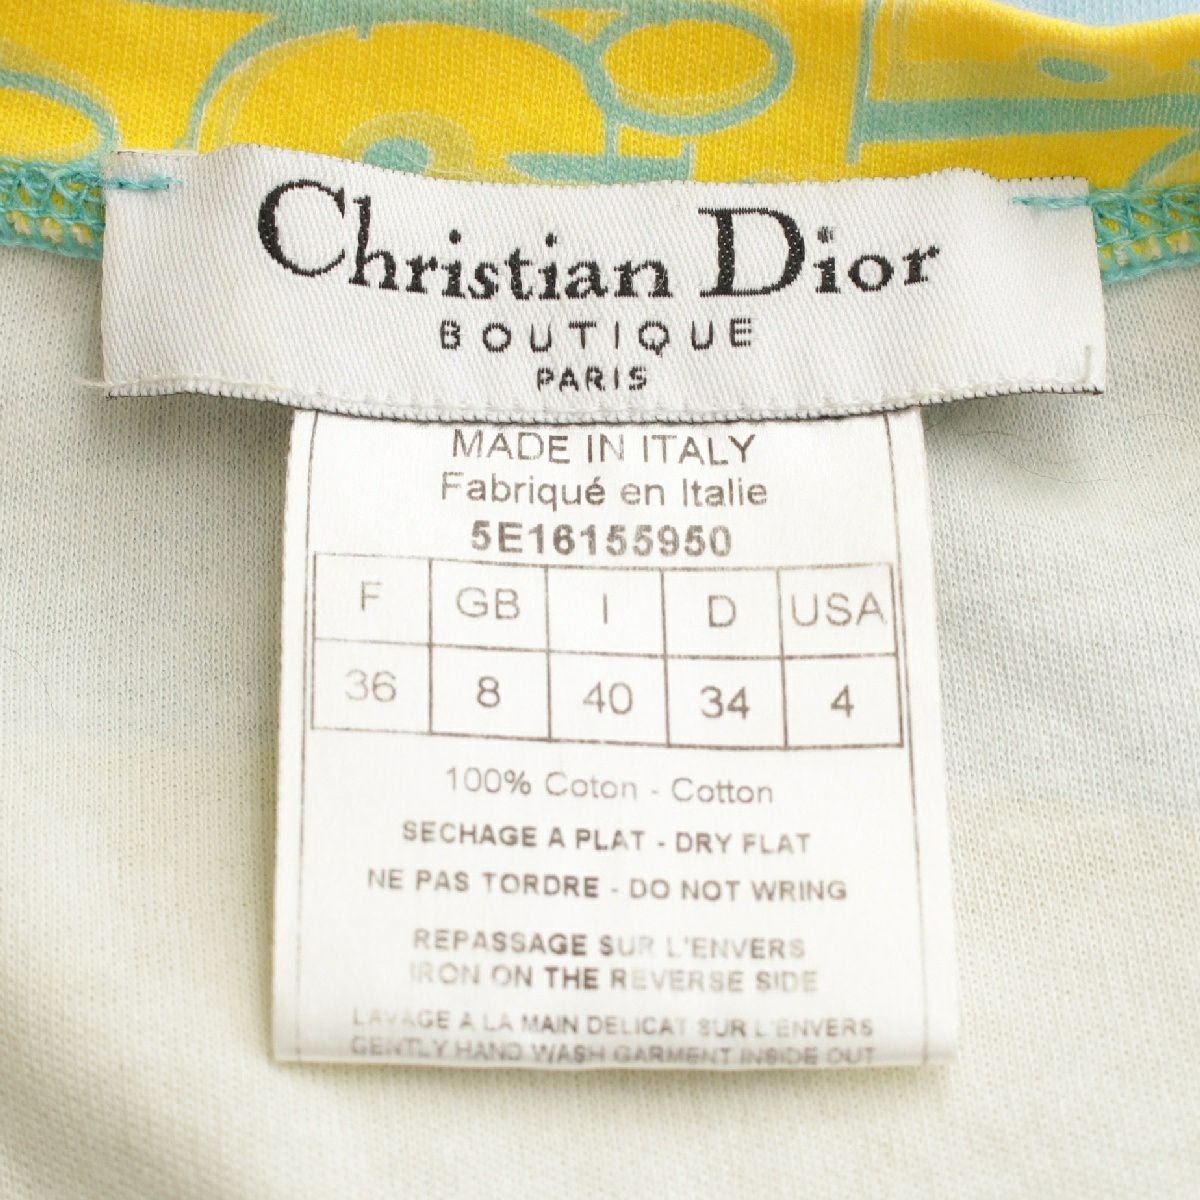 Christian Dior
BOUTIQUE
PARIS
MADE IN ITALY
Fabriqué en Italie
5E16155950
F GB I D USA
36 8 40 34 4
100% Coton - Cotton
SECHAGE A PLAT - DRY FLAT
NE PAS TORDRE - DO NOT WRING
REPASSAGE SUR L'ENVERS
IRON ON THE REVERSE SIDE
LAVAGE A LA MAIN DELICAT SUR L'ENVERS
GENTLY HAND WASH GARMENT INSIDE OUT